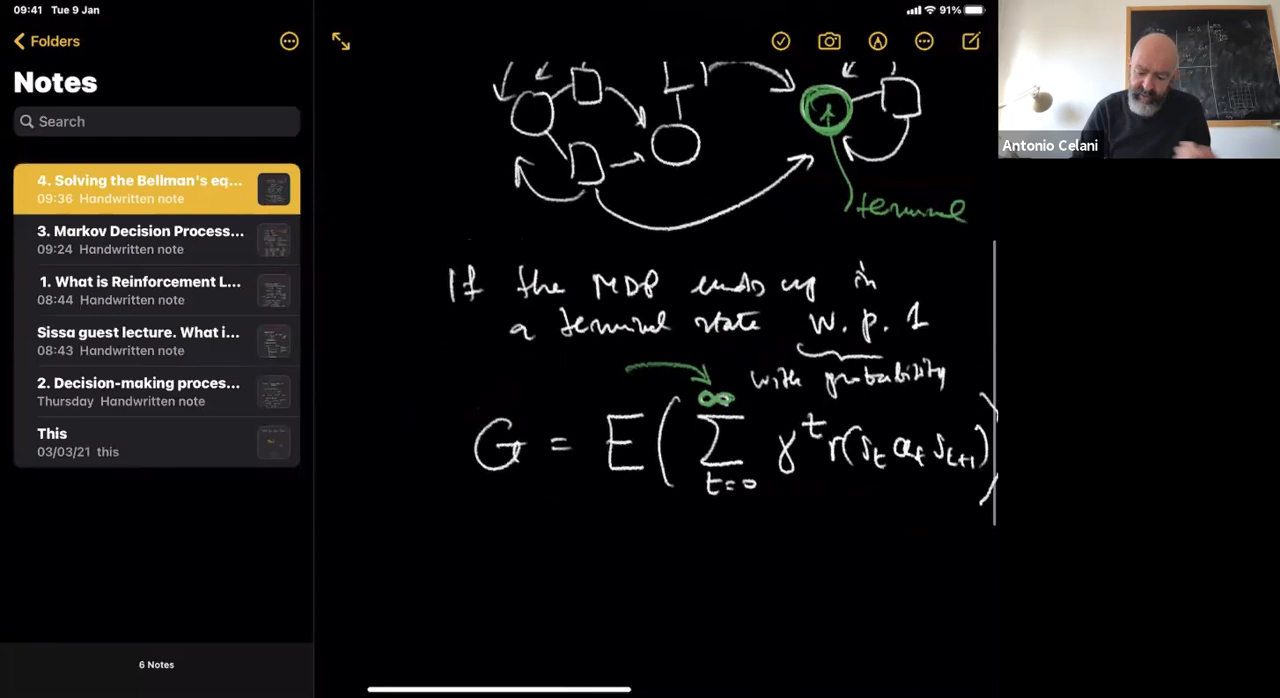 09:41 Tue 9 Jan
91%
Folders
Notes
Search
4. Solving the Bellman's eq...
09:36 Handwritten note
3. Markov Decision Process...
09:24 Handwritten note
1. What is Reinforcement L...
08:44 Handwritten note
Sissa guest lecture. What i...
08:43 Handwritten note
2. Decision-making proces...
Thursday Handwritten note
This
03/03/21 this
6 Notes
Antonio Celani
terminal
If the MDP ends up in
a terminal state w.p. 1
with probability
G = E( ∑_{t=0}^{∞} γ^t r(s_t a_t s_{t+1}) )